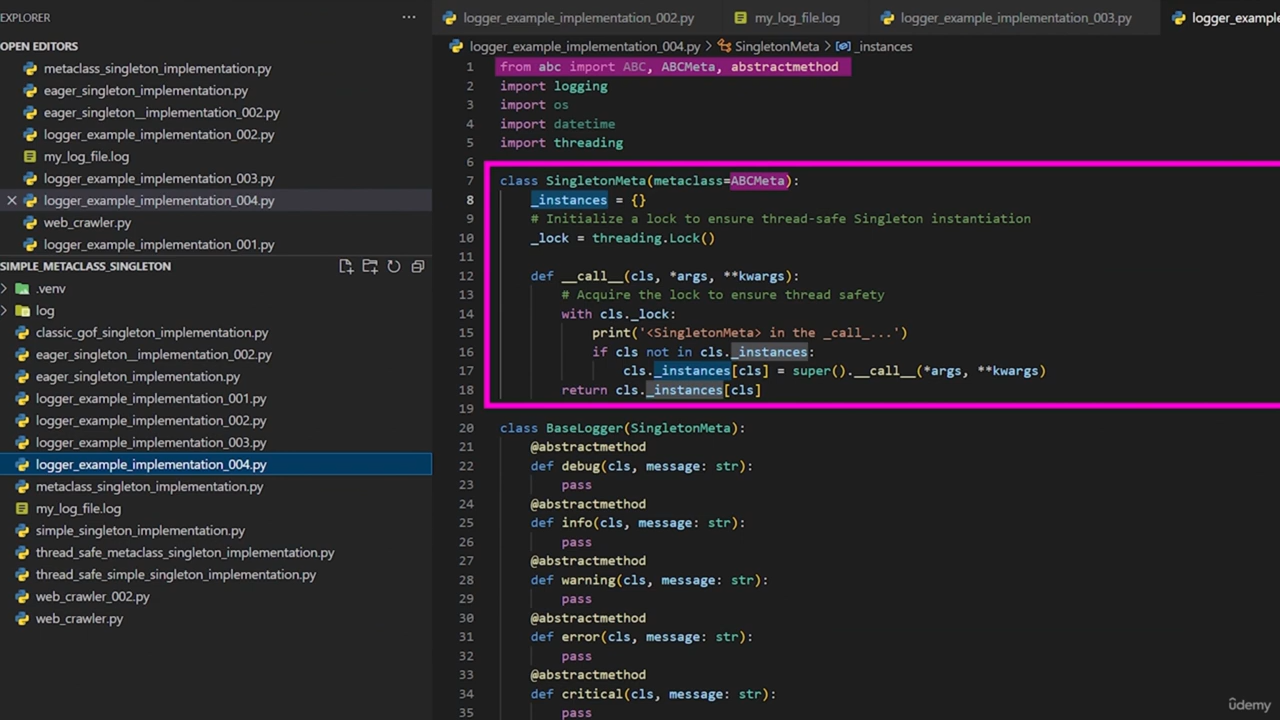 EXPLORER
...
OPEN EDITORS
metaclass_singleton_implementation.py
eager_singleton_implementation.py
eager_singleton__implementation_002.py
logger_example_implementation_002.py
my_log_file.log
logger_example_implementation_003.py
logger_example_implementation_004.py
web_crawler.py
logger_example_implementation_001.py
SIMPLE_METACLASS_SINGLETON
.venv
log
classic_gof_singleton_implementation.py
eager_singleton__implementation_002.py
eager_singleton_implementation.py
logger_example_implementation_001.py
logger_example_implementation_002.py
logger_example_implementation_003.py
logger_example_implementation_004.py
metaclass_singleton_implementation.py
my_log_file.log
simple_singleton_implementation.py
thread_safe_metaclass_singleton_implementation.py
thread_safe_simple_singleton_implementation.py
web_crawler_002.py
web_crawler.py
logger_example_implementation_002.py my_log_file.log logger_example_implementation_003.py logger_example
logger_example_implementation_004.py > SingletonMeta > _instances
1 from abc import ABC, ABCMeta, abstractmethod
2 import logging
3 import os
4 import datetime
5 import threading
6
7 class SingletonMeta(metaclass=ABCMeta):
8 _instances = {}
9 # Initialize a lock to ensure thread-safe Singleton instantiation
10 _lock = threading.Lock()
11
12 def __call__(cls, *args, **kwargs):
13 # Acquire the lock to ensure thread safety
14 with cls._lock:
15 print('<SingletonMeta> in the _call_...')
16 if cls not in cls._instances:
17 cls._instances[cls] = super().__call__(*args, **kwargs)
18 return cls._instances[cls]
19
20 class BaseLogger(SingletonMeta):
21 @abstractmethod
22 def debug(cls, message: str):
23 pass
24 @abstractmethod
25 def info(cls, message: str):
26 pass
27 @abstractmethod
28 def warning(cls, message: str):
29 pass
30 @abstractmethod
31 def error(cls, message: str):
32 pass
33 @abstractmethod
34 def critical(cls, message: str):
35 pass
ûdemy